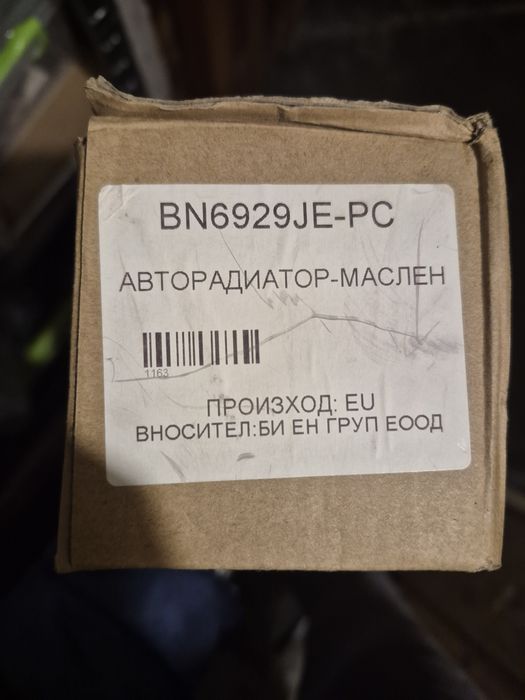 BN6929JE-PC
АВТОРАДИАТОР-МАСЛЕН
1163
ПРОИЗХОД: EU
ВНОСИТЕЛ:БИ ЕН ГРУП ЕООД